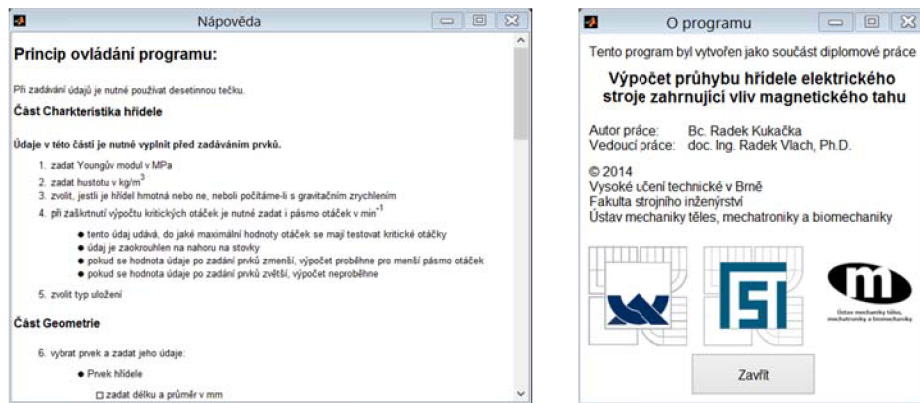 Nápověda
Princip ovládání programu:
Při zadávání údajů je nutné používat desetinnou tečku.
Část Charkteristika hřídele
Údaje v této části je nutné vyplnit před zadáváním prvků.
1. zadat Youngův modul v MPa
2. zadat hustotu v kg/m³
3. zvolit, jestli je hřídel hmotná nebo ne, neboli počítáme-li s gravitačním zrychlením
4. při zaškrtnutí výpočtu kritických otáček je nutné zadat i pásmo otáček v min⁻¹
● tento údaj udává, do jaké maximální hodnoty otáček se mají testovat kritické otáčky
● údaj je zaokrouhlen na nahoru na stovky
● pokud se hodnota údaje po zadání prvků zmenší, výpočet proběhne pro menší pásmo otáček
● pokud se hodnota údaje po zadání prvků zvětší, výpočet neproběhne
5. zvolit typ uložení
Část Geometrie
6. vybrat prvek a zadat jeho údaje:
● Prvek hřídele
□ zadat délku a průměr v mm
O programu
Tento program byl vytvořen jako součást diplomové práce
Výpočet průhybu hřídele elektrického
stroje zahrnující vliv magnetického tahu
Autor práce: Bc. Radek Kukačka
Vedoucí práce: doc. Ing. Radek Vlach, Ph.D.
© 2014
Vysoké učení technické v Brně
Fakulta strojního inženýrství
Ústav mechaniky těles, mechatroniky a biomechaniky
m
Ústav mechaniky těles,
mechatroniky a biomechaniky
Zavřít